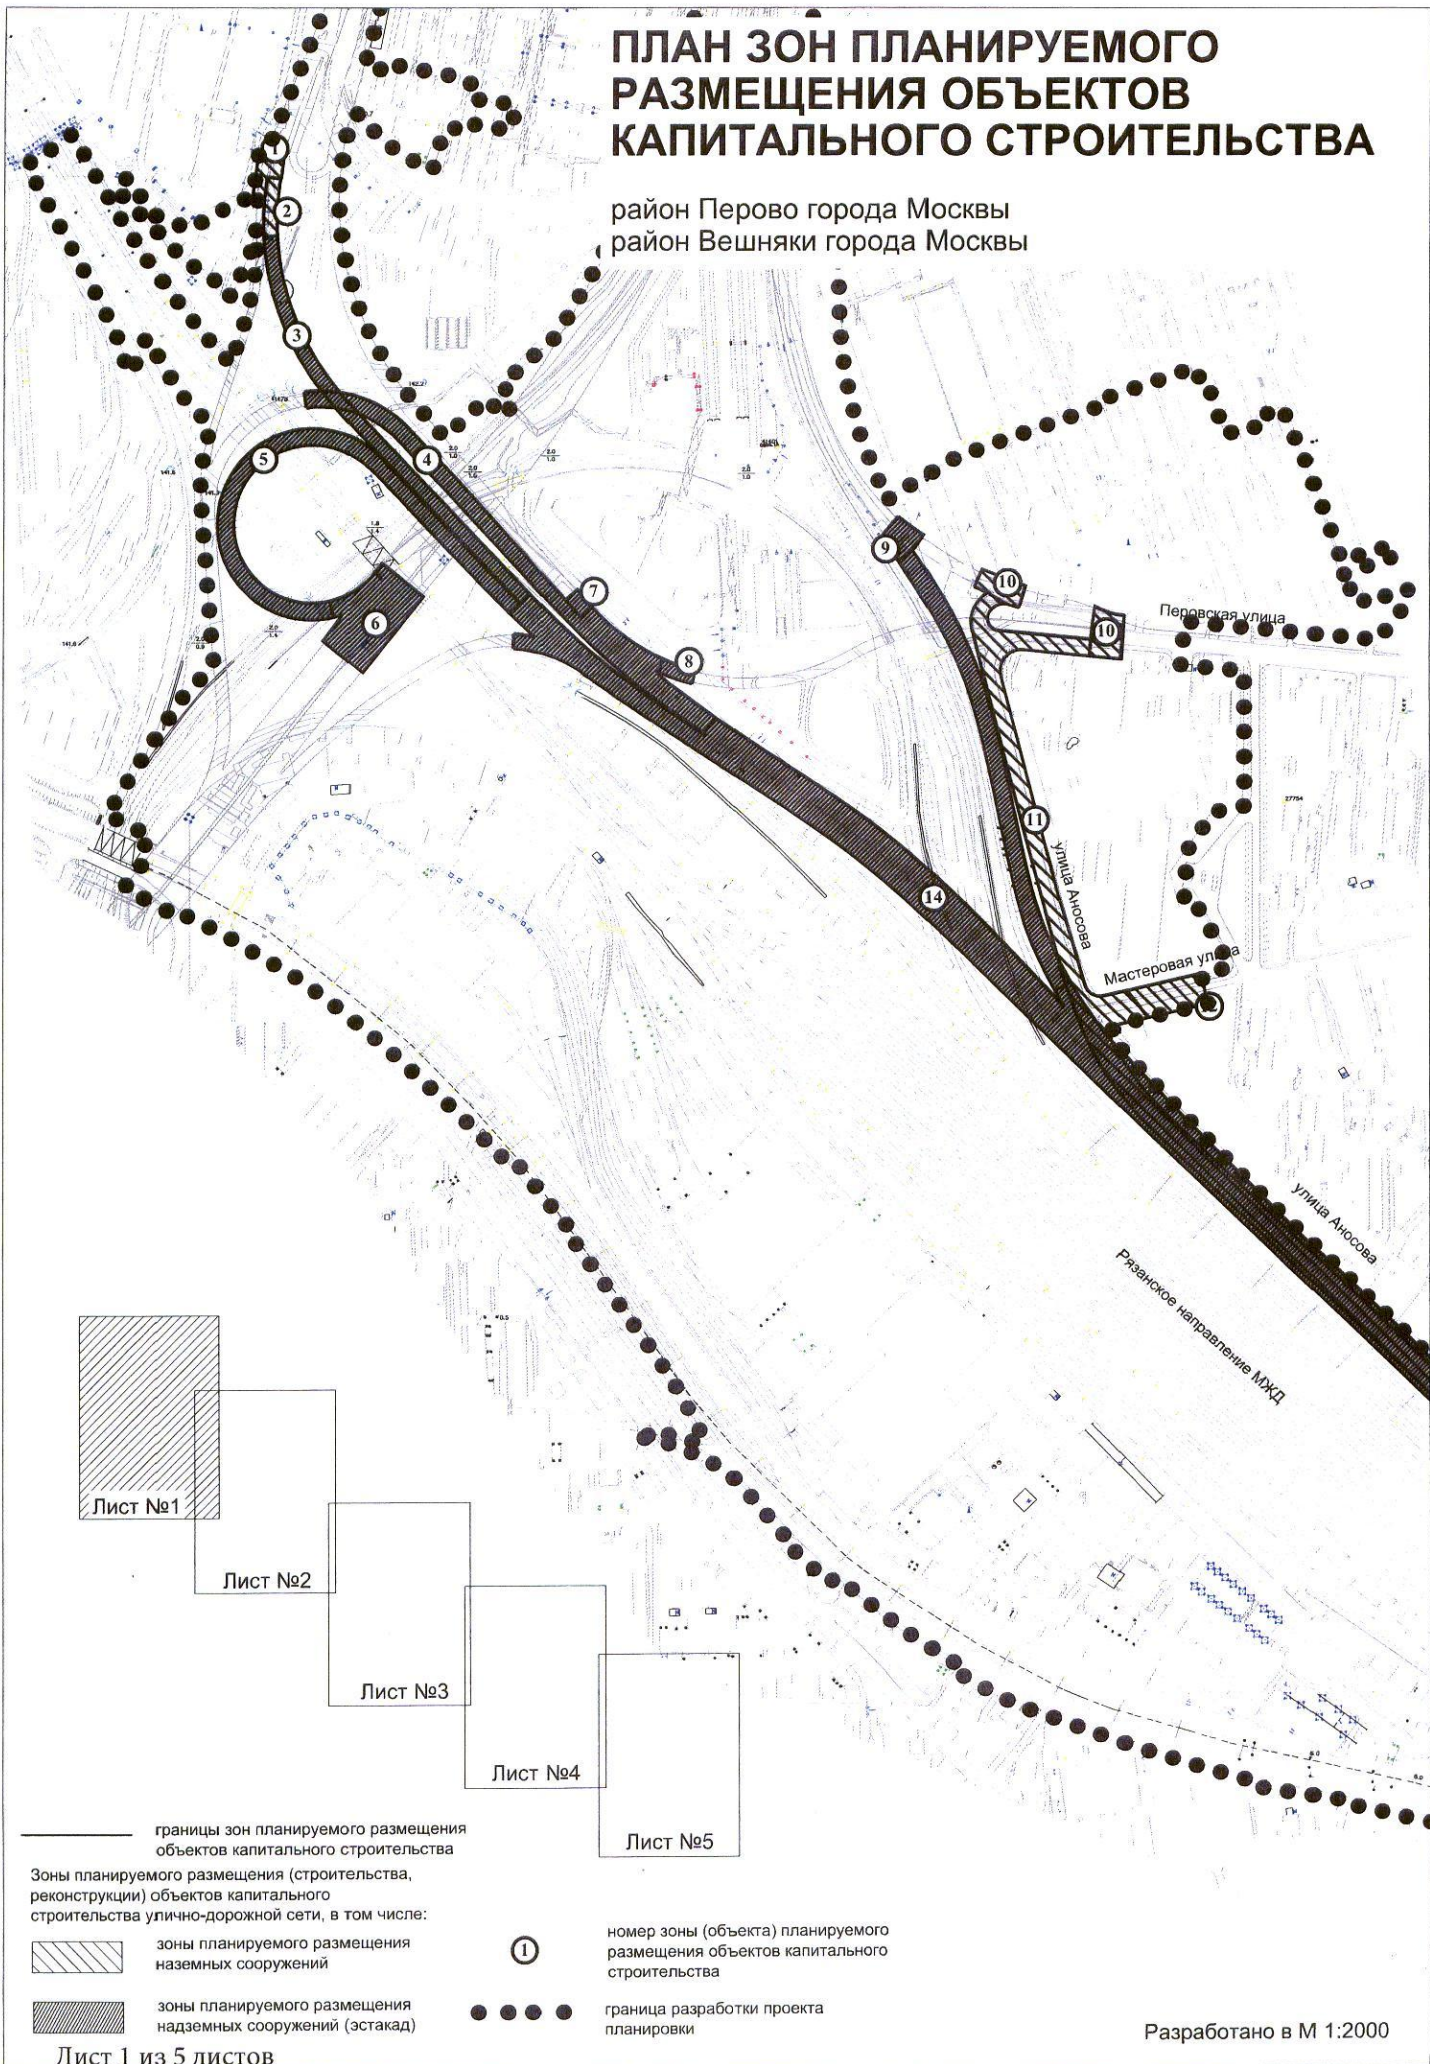 ПЛАН ЗОН ПЛАНИРУЕМОГО
РАЗМЕЩЕНИЯ ОБЪЕКТОВ
КАПИТАЛЬНОГО СТРОИТЕЛЬСТВА
район Перово города Москвы
район Вешняки города Москвы
1
2
3
4
5
6
7
8
9
10
10
Перовская улица
11
улица Аносова
14
Мастеровая улица
12
улица Аносова
Рязанское направление МЖД
Лист №1
Лист №2
Лист №3
Лист №4
Лист №5
границы зон планируемого размещения
объектов капитального строительства
Зоны планируемого размещения (строительства,
реконструкции) объектов капитального
строительства улично-дорожной сети, в том числе:
зоны планируемого размещения
наземных сооружений
зоны планируемого размещения
надземных сооружений (эстакад)
1
номер зоны (объекта) планируемого
размещения объектов капитального
строительства
граница разработки проекта
планировки
Разработано в М 1:2000
Лист 1 из 5 листов